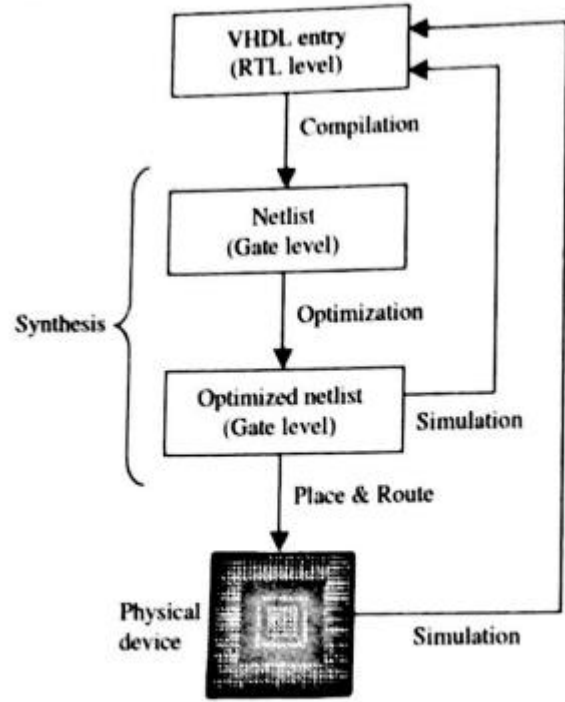 VHDL entry
(RTL level)
Compilation
Netlist
(Gate level)
Synthesis
Optimization
Optimized netlist
(Gate level)
Simulation
Place & Route
Physical
device
Simulation